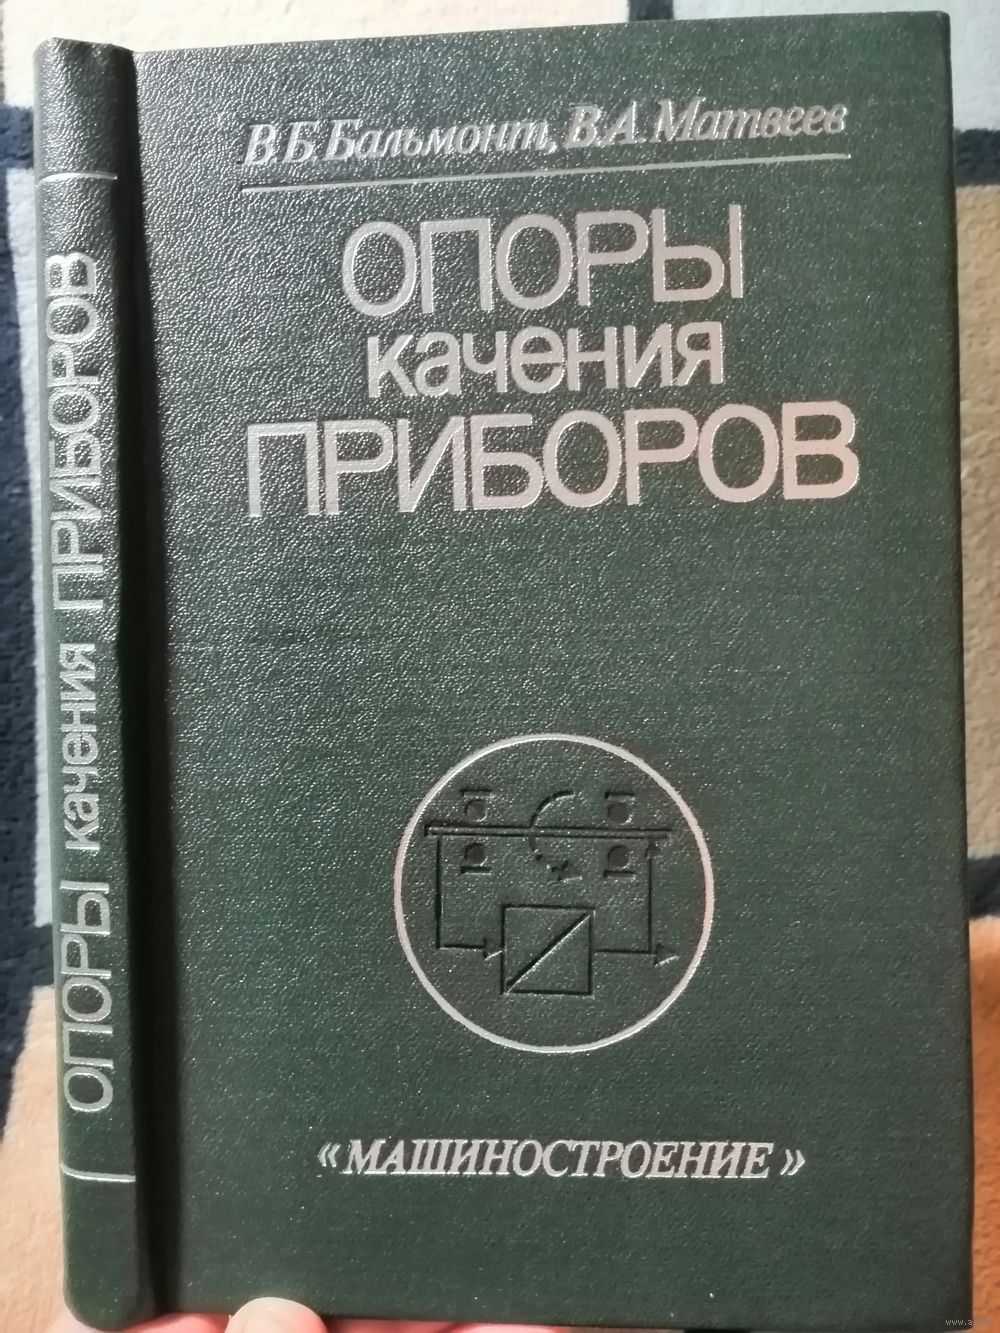 В.Б. Бальмонт, В.А. Матвеев
ОПОРЫ
качения
ПРИБОРОВ
«МАШИНОСТРОЕНИЕ»
ОПОРЫ качения ПРИБОРОВ